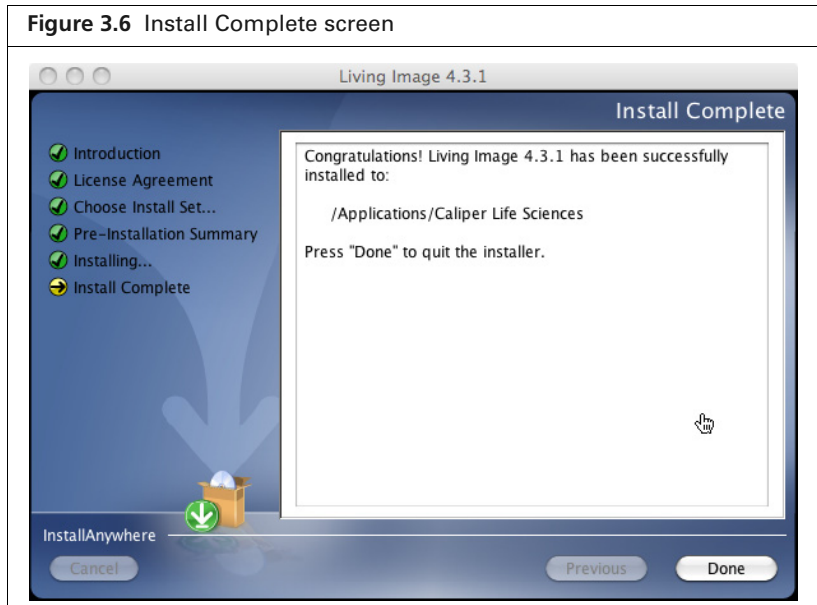 Figure 3.6 Install Complete screen
Living Image 4.3.1
Install Complete
Introduction
License Agreement
Choose Install Set...
Pre-Installation Summary
Installing...
Install Complete
Congratulations! Living Image 4.3.1 has been successfully
installed to:
/Applications/Caliper Life Sciences
Press "Done" to quit the installer.
InstallAnywhere
Cancel
Previous
Done